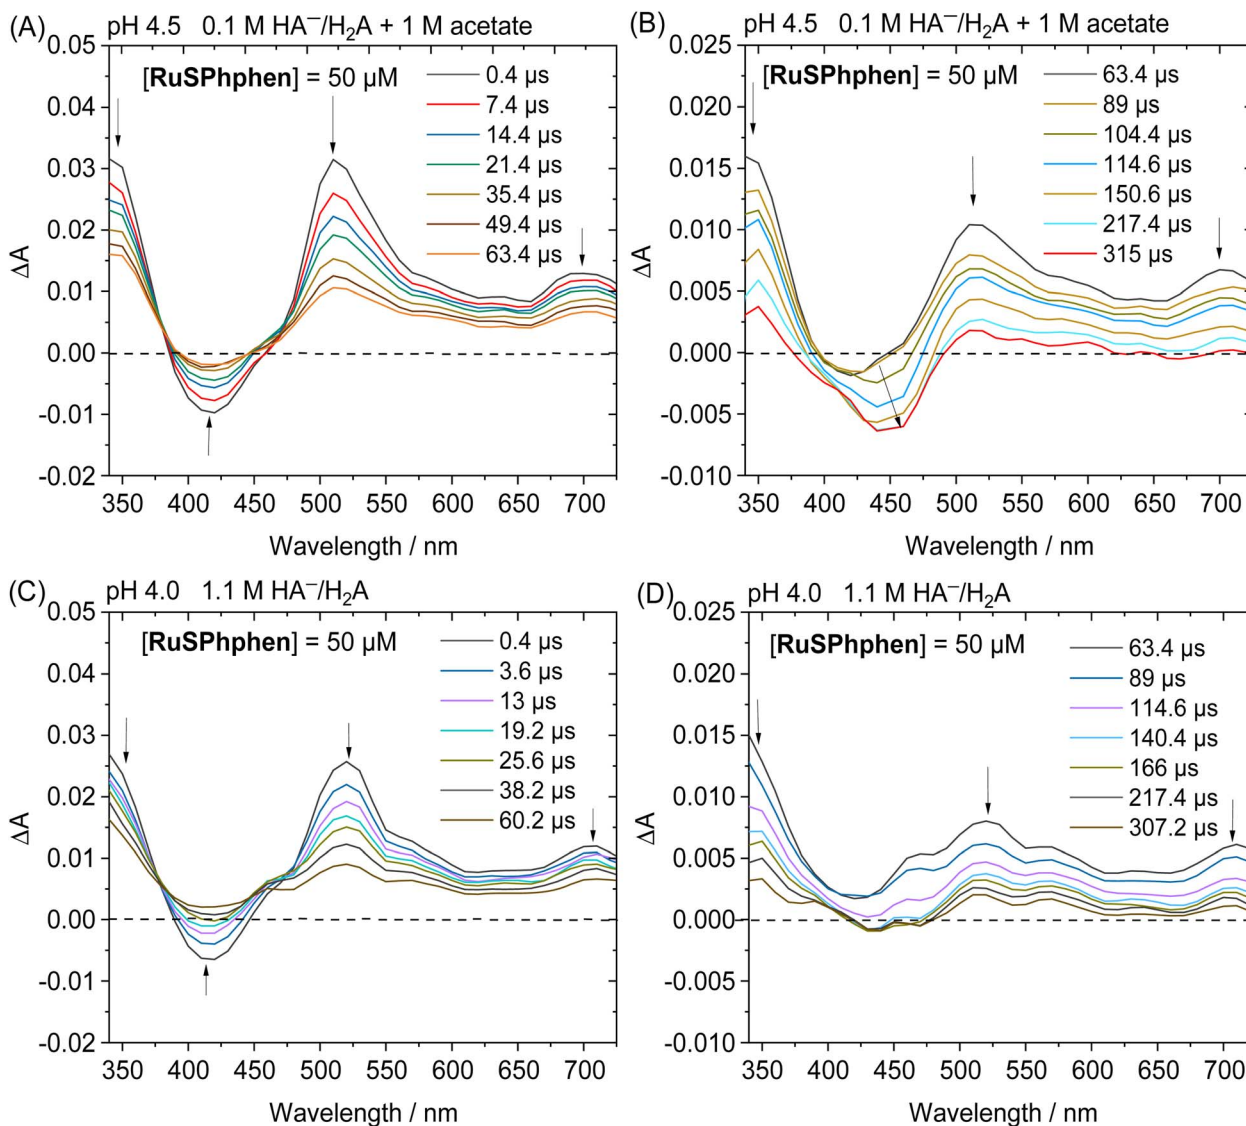 (A) pH 4.5 0.1 M HA⁻/H₂A + 1 M acetate
[RuSPhphen] = 50 µM
0.4 µs
7.4 µs
14.4 µs
21.4 µs
35.4 µs
49.4 µs
63.4 µs
0.05
0.04
0.03
0.02
0.01
0.00
-0.01
-0.02
ΔA
350 400 450 500 550 600 650 700
Wavelength / nm
(B) pH 4.5 0.1 M HA⁻/H₂A + 1 M acetate
[RuSPhphen] = 50 µM
63.4 µs
89 µs
104.4 µs
114.6 µs
150.6 µs
217.4 µs
315 µs
0.025
0.020
0.015
0.010
0.005
0.000
-0.005
-0.010
ΔA
350 400 450 500 550 600 650 700
Wavelength / nm
(C) pH 4.0 1.1 M HA⁻/H₂A
[RuSPhphen] = 50 µM
0.4 µs
3.6 µs
13 µs
19.2 µs
25.6 µs
38.2 µs
60.2 µs
0.05
0.04
0.03
0.02
0.01
0.00
-0.01
-0.02
ΔA
350 400 450 500 550 600 650 700
Wavelength / nm
(D) pH 4.0 1.1 M HA⁻/H₂A
[RuSPhphen] = 50 µM
63.4 µs
89 µs
114.6 µs
140.4 µs
166 µs
217.4 µs
307.2 µs
0.025
0.020
0.015
0.010
0.005
0.000
-0.005
-0.010
ΔA
350 400 450 500 550 600 650 700
Wavelength / nm